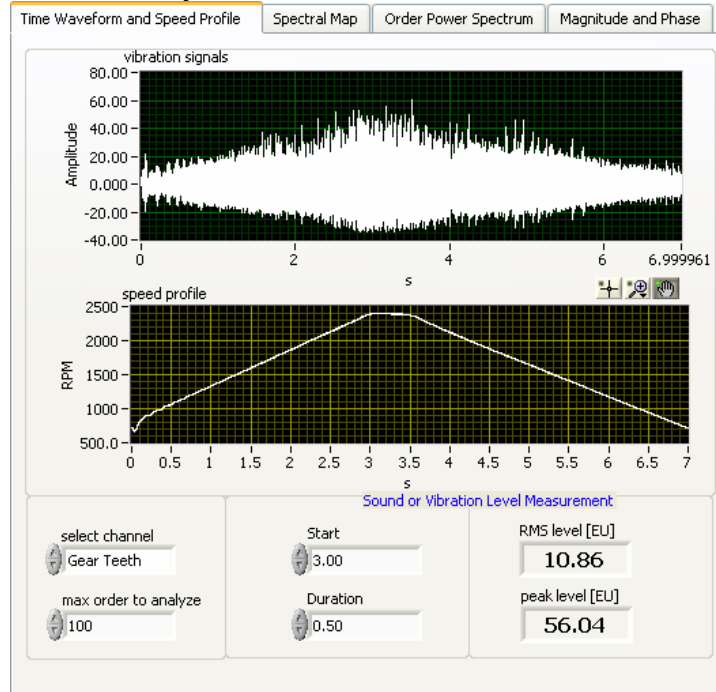 Time Waveform and Speed Profile Spectral Map Order Power Spectrum Magnitude and Phase
vibration signals
80.00
60.00
40.00
20.00
0.000
-20.00
-40.00
Amplitude
0 2 4 6 6.999961
s
speed profile
2500
2000
1500
1000
500.0
RPM
0 0.5 1 1.5 2 2.5 3 3.5 4 4.5 5 5.5 6 6.5 7
s
Sound or Vibration Level Measurement
select channel
Gear Teeth
max order to analyze
100
Start
3.00
Duration
0.50
RMS level [EU]
10.86
peak level [EU]
56.04